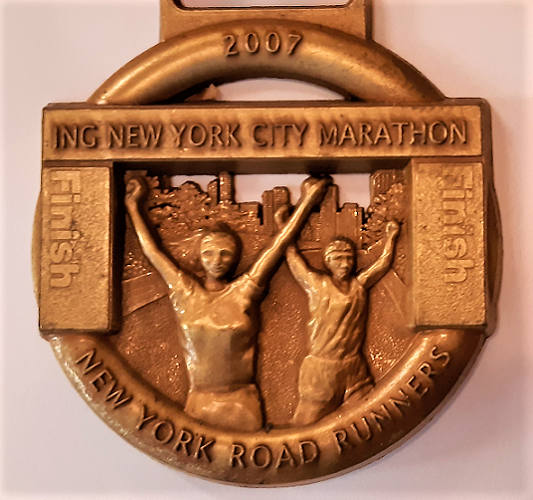 2007
ING NEW YORK CITY MARATHON
Finish
Finish
NEW YORK ROAD RUNNERS